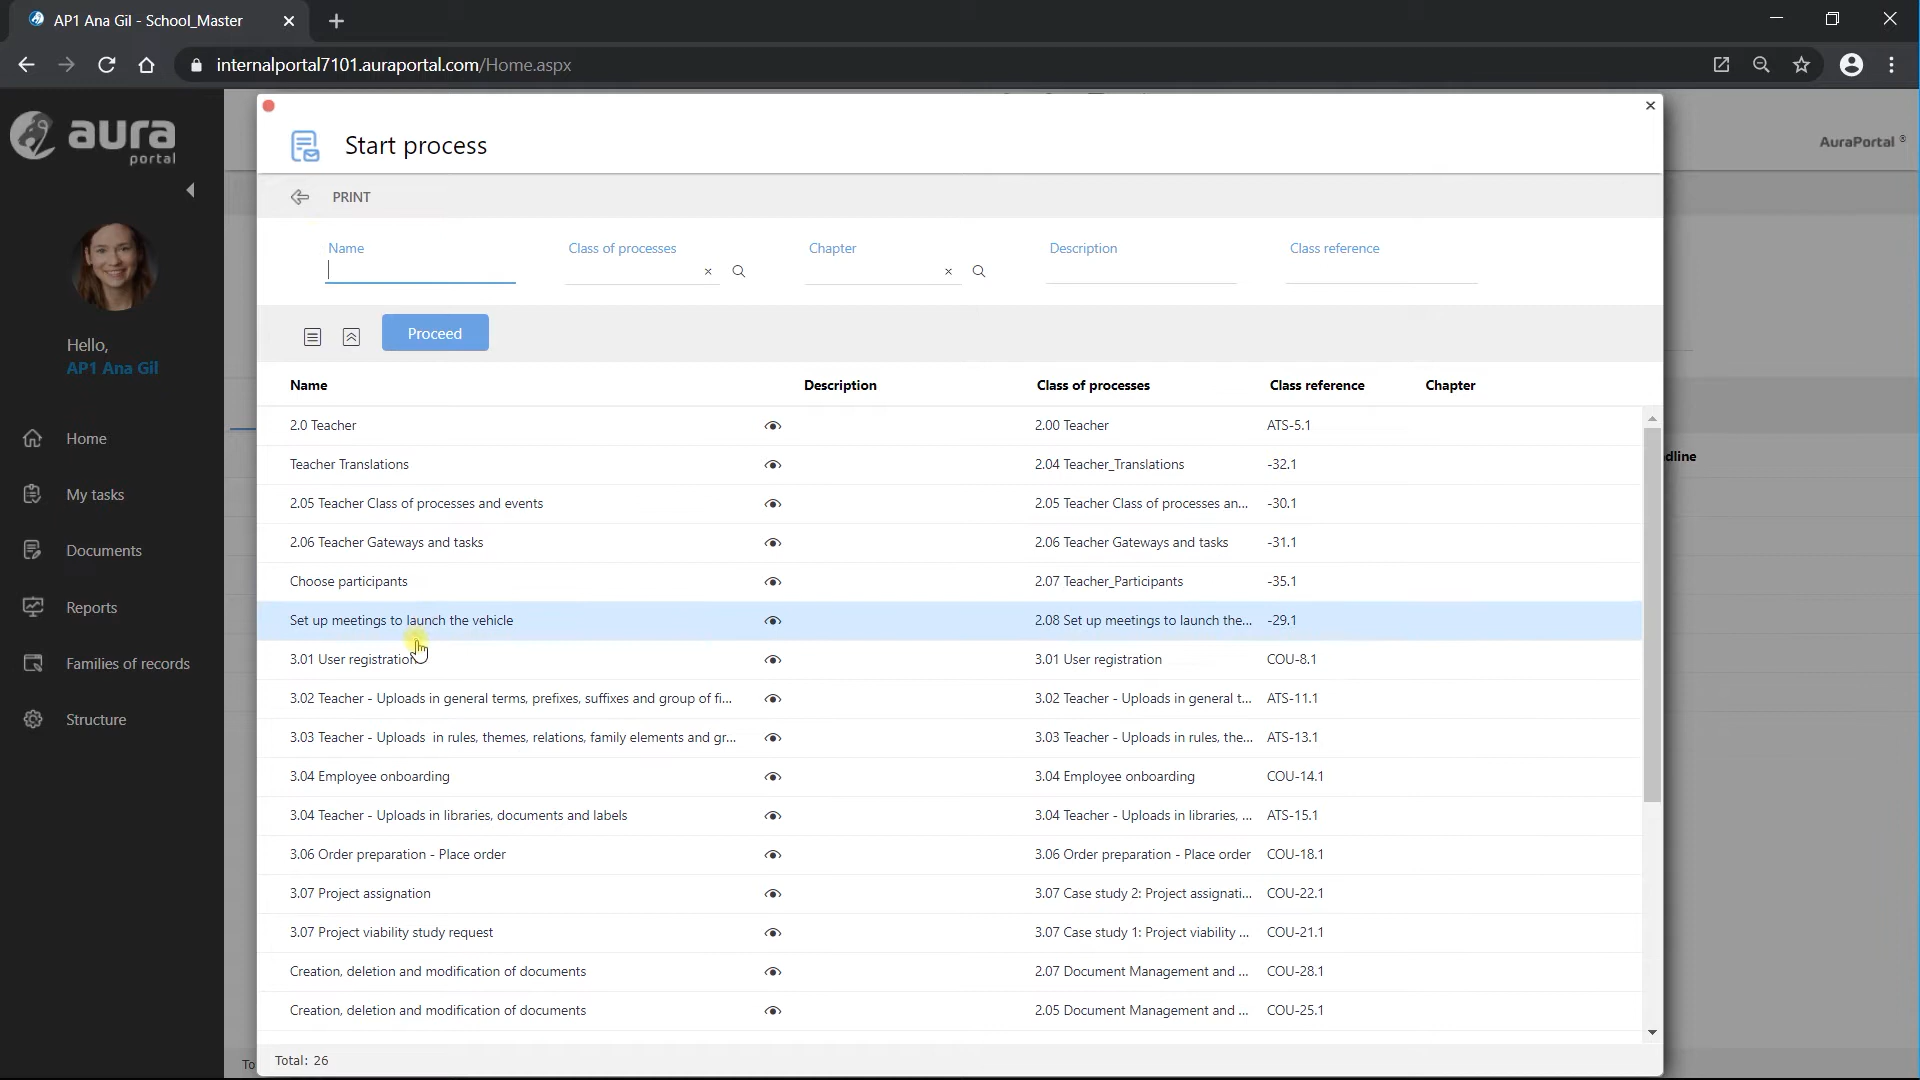 AP1 Ana Gil - School_Master
internalportal7101.auraportal.com/Home.aspx
aura
portal
AuraPortal ®
Start process
PRINT
Name Class of processes Chapter Description Class reference
Proceed
Hello,
AP1 Ana Gil
Home
My tasks
Documents
Reports
Families of records
Structure
Name Description Class of processes Class reference Chapter
2.0 Teacher 2.00 Teacher ATS-5.1
Teacher Translations 2.04 Teacher_Translations -32.1
2.05 Teacher Class of processes and events 2.05 Teacher Class of processes an... -30.1
2.06 Teacher Gateways and tasks 2.06 Teacher Gateways and tasks -31.1
Choose participants 2.07 Teacher_Participants -35.1
Set up meetings to launch the vehicle 2.08 Set up meetings to launch the... -29.1
3.01 User registration 3.01 User registration COU-8.1
3.02 Teacher - Uploads in general terms, prefixes, suffixes and group of fi... 3.02 Teacher - Uploads in general t... ATS-11.1
3.03 Teacher - Uploads in rules, themes, relations, family elements and gr... 3.03 Teacher - Uploads in rules, the... ATS-13.1
3.04 Employee onboarding 3.04 Employee onboarding COU-14.1
3.04 Teacher - Uploads in libraries, documents and labels 3.04 Teacher - Uploads in libraries, ... ATS-15.1
3.06 Order preparation - Place order 3.06 Order preparation - Place order COU-18.1
3.07 Project assignation 3.07 Case study 2: Project assignati... COU-22.1
3.07 Project viability study request 3.07 Case study 1: Project viability ... COU-21.1
Creation, deletion and modification of documents 2.07 Document Management and ... COU-28.1
Creation, deletion and modification of documents 2.05 Document Management and ... COU-25.1
Total: 26
dline
To